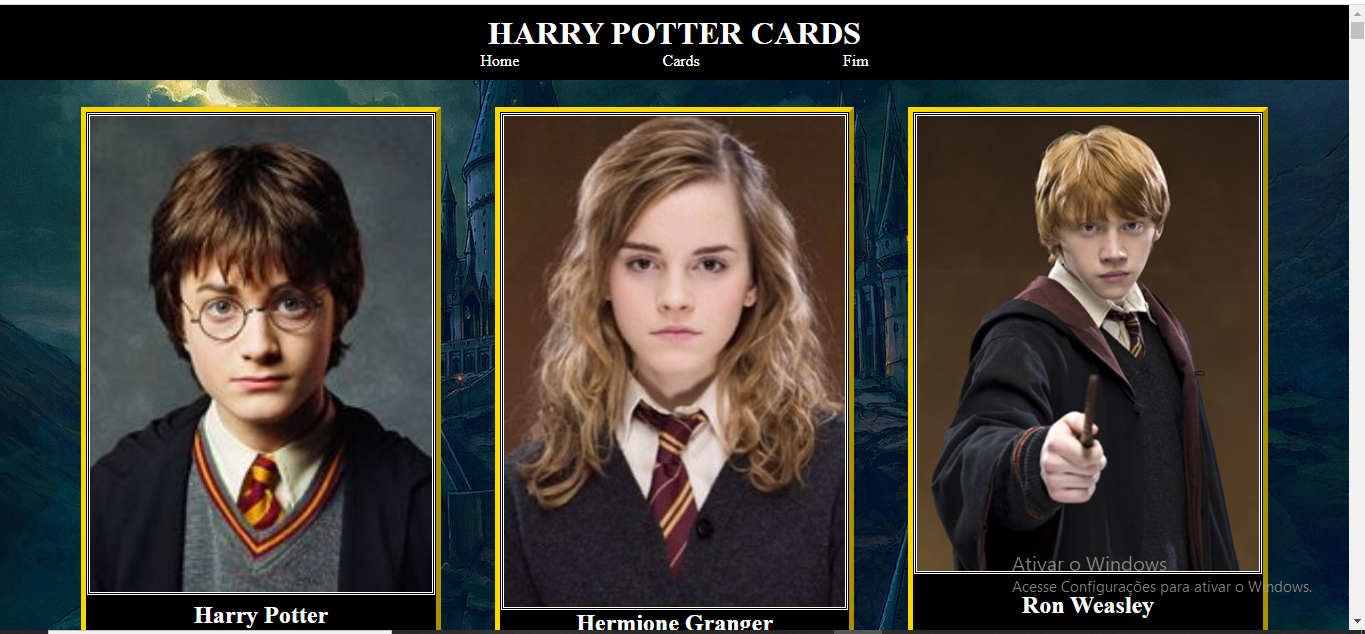 HARRY POTTER CARDS
Home
Cards
Fim
Harry Potter
Hermione Granger
Ron Weasley
Ativar o Windows
Acesse Configurações para ativar o Windows.